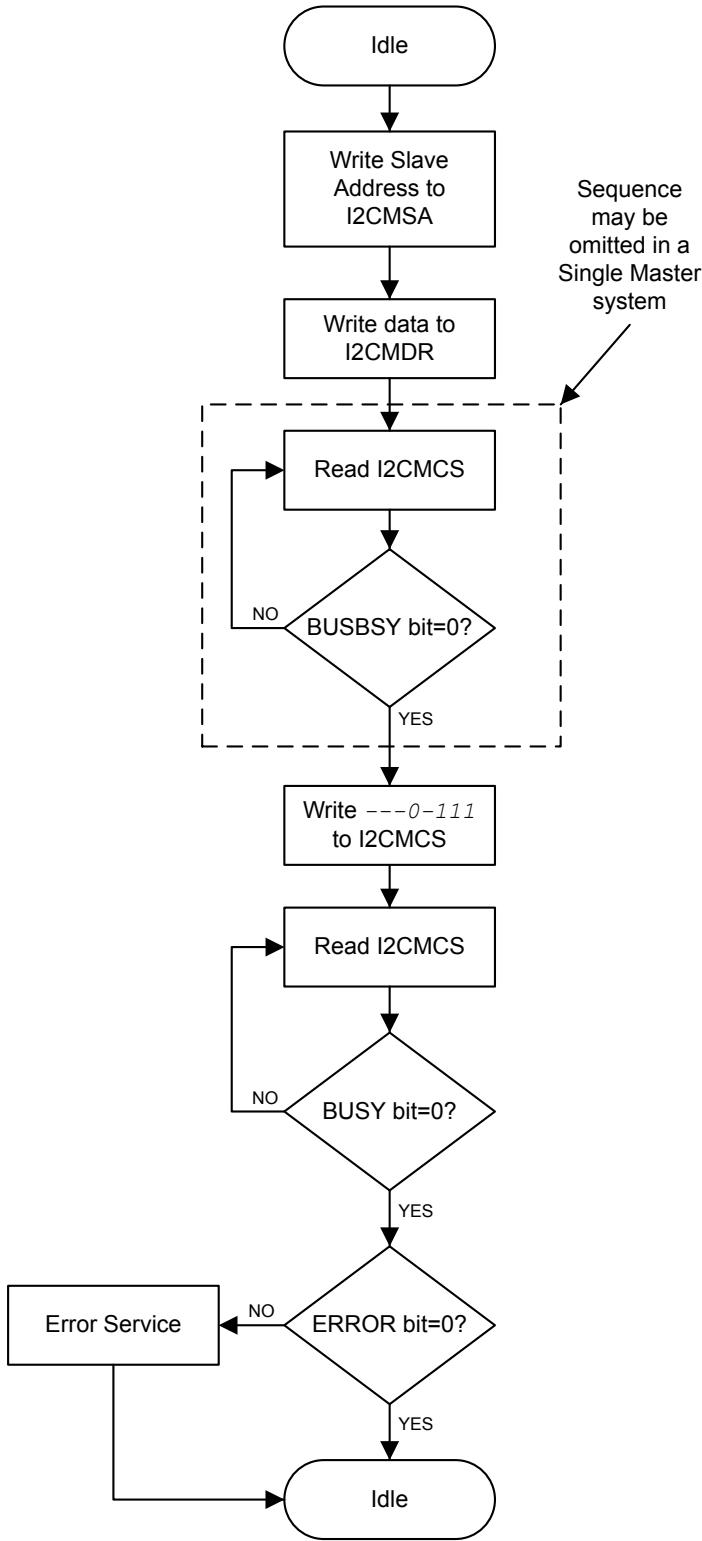 Idle
Write Slave
Address to
I2CMSA
Sequence
may be
omitted in a
Single Master
system
Write data to
I2CMDR
Read I2CMCS
BUSBSY bit=0?
NO
YES
Write ---0-111
to I2CMCS
Read I2CMCS
BUSY bit=0?
NO
YES
ERROR bit=0?
NO
Error Service
YES
Idle